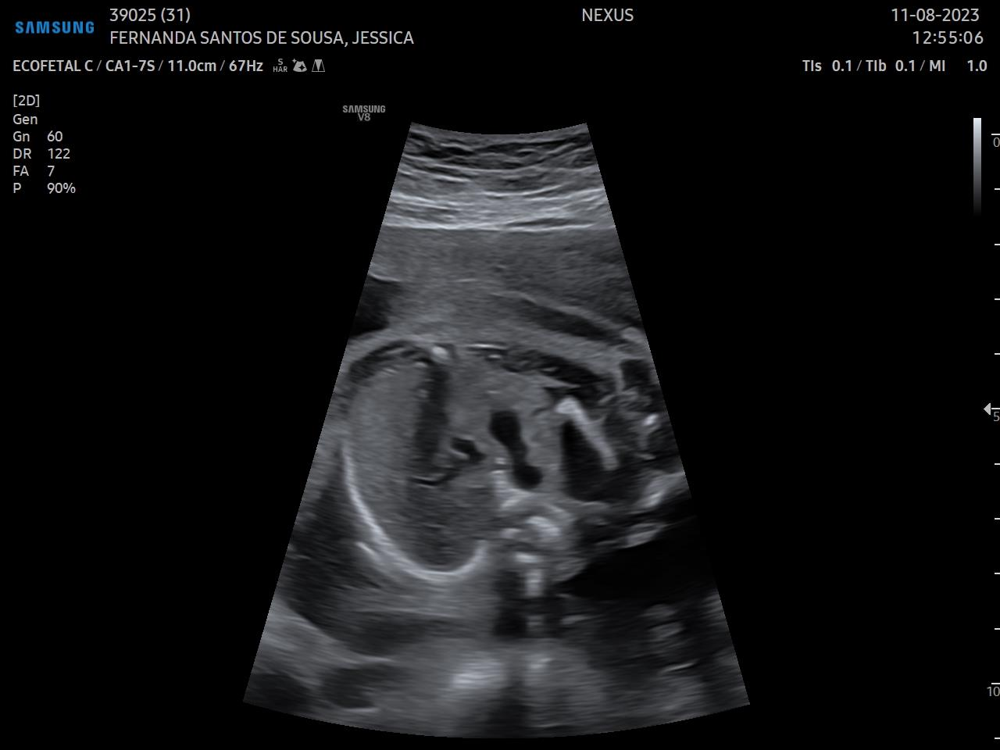 SAMSUNG
39025 (31)
NEXUS
11-08-2023
FERNANDA SANTOS DE SOUSA, JESSICA
12:55:06
ECOFETAL C / CA1-7S / 11.0cm / 67Hz
S
HAR
TIs 0.1 / TIb 0.1 / MI 1.0
[2D]
Gen
Gn 60
DR 122
FA 7
P 90%
SAMSUNG
V8
0
5
10